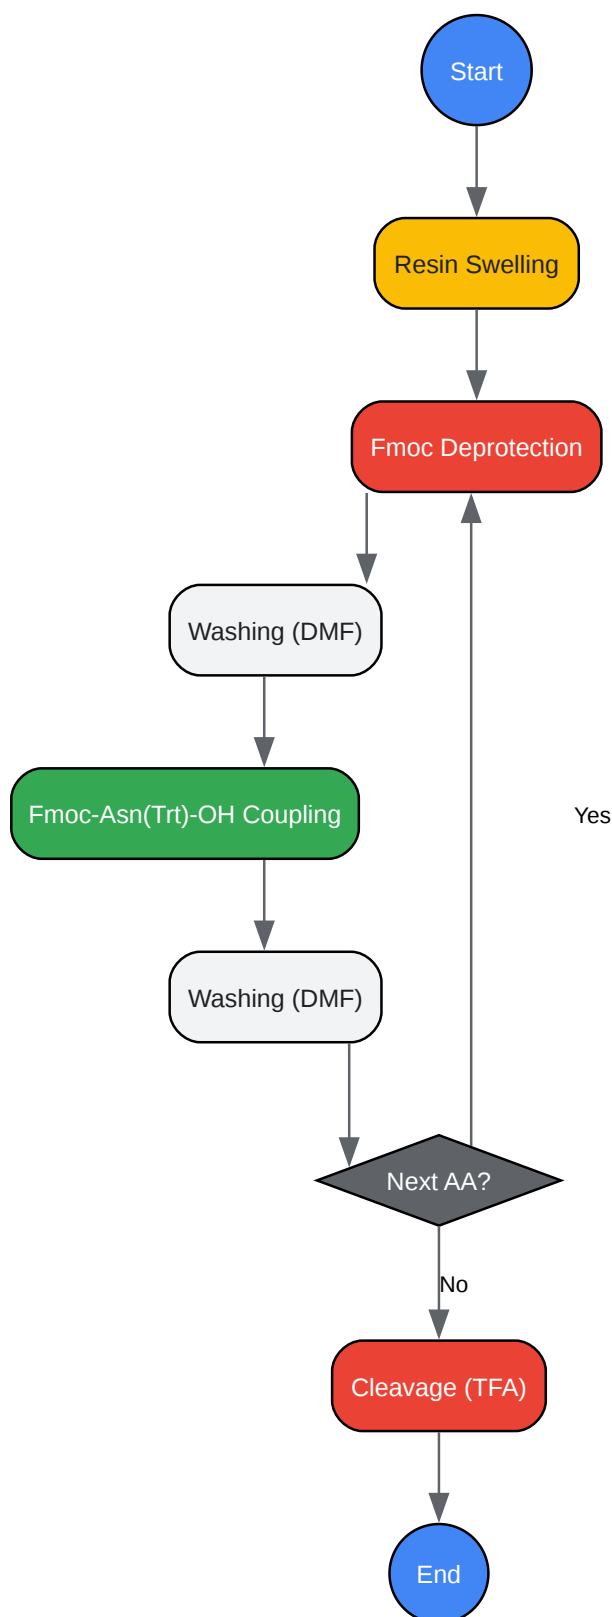 Start
Resin Swelling
Fmoc Deprotection
Washing (DMF)
Fmoc-Asn(Trt)-OH Coupling
Yes
Washing (DMF)
Next AA?
No
Cleavage (TFA)
End